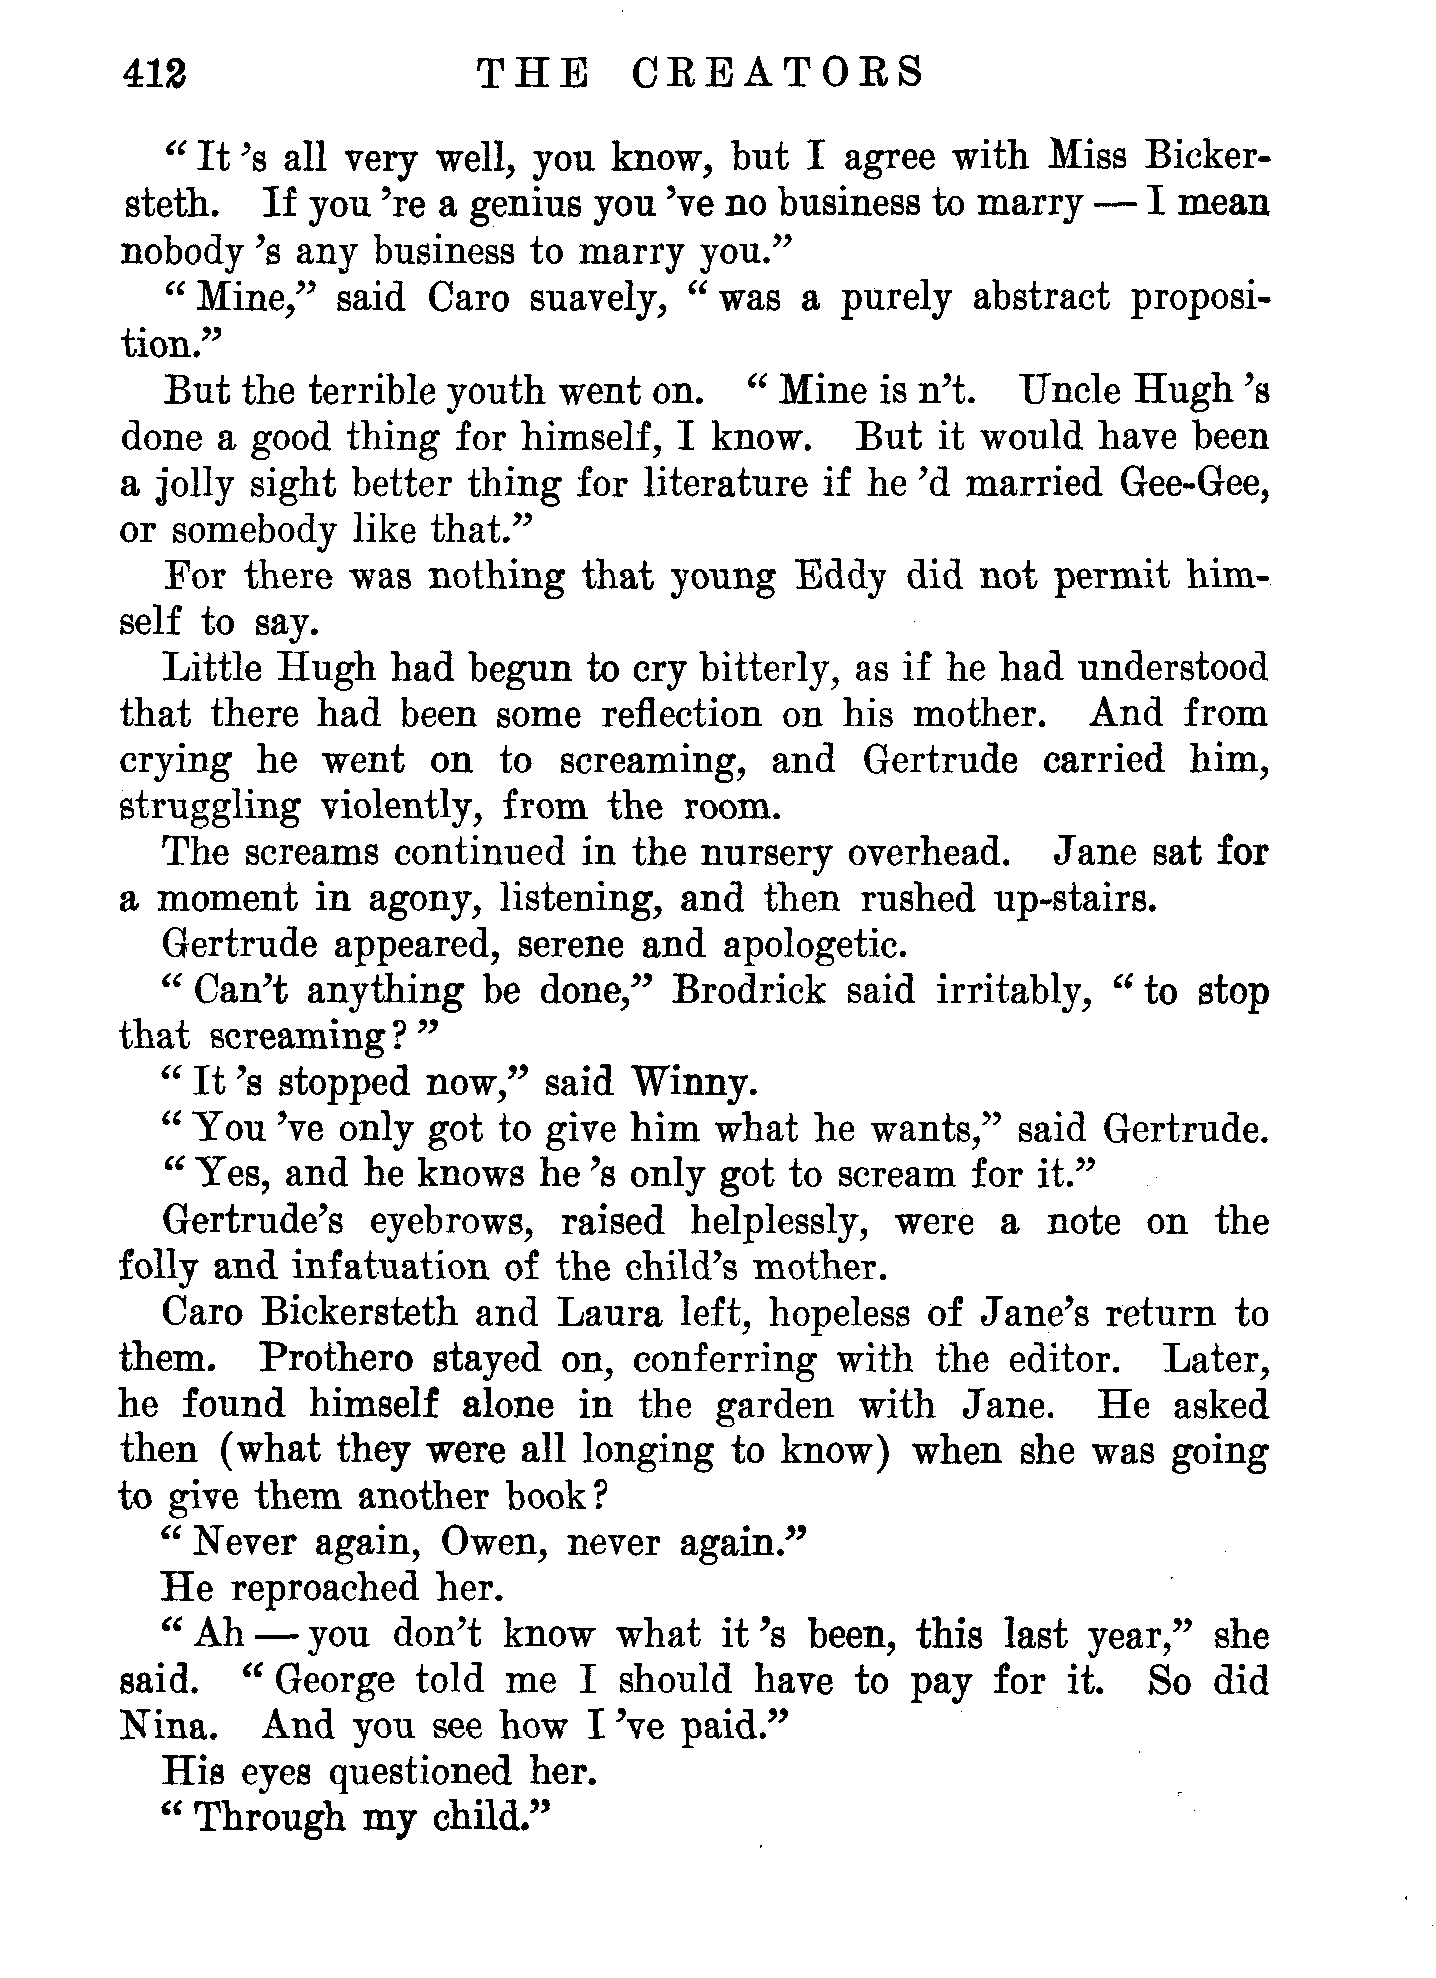 412 THE CREATORS
“ It ’s all very well, you know, but I agree with Miss Bicker-
steth. If you ’re a genius you ’ve no business to marry — I mean
nobody ’s any business to marry you.”
“ Mine,” said Caro suavely, “ was a purely abstract proposi-
tion.”
But the terrible youth went on. “ Mine is n’t. Uncle Hugh ’s
done a good thing for himself, I know. But it would have been
a jolly sight better thing for literature if he ’d married Gee-Gee,
or somebody like that.”
For there was nothing that young Eddy did not permit him-
self to say.
Little Hugh had begun to cry bitterly, as if he had understood
that there had been some reflection on his mother. And from
crying he went on to screaming, and Gertrude carried him,
struggling violently, from the room.
The screams continued in the nursery overhead. Jane sat for
a moment in agony, listening, and then rushed up-stairs.
Gertrude appeared, serene and apologetic.
“ Can’t anything be done,” Brodrick said irritably, “ to stop
that screaming ? ”
“ It ’s stopped now,” said Winny.
“ You ’ve only got to give him what he wants,” said Gertrude.
“ Yes, and he knows he ’s only got to scream for it.”
Gertrude’s eyebrows, raised helplessly, were a note on the
folly and infatuation of the child’s mother.
Caro Bickersteth and Laura left, hopeless of Jane’s return to
them. Prothero stayed on, conferring with the editor. Later,
he found himself alone in the garden with Jane. He asked
then (what they were all longing to know) when she was going
to give them another book ?
“ Never again, Owen, never again.”
He reproached her.
“ Ah — you don’t know what it ’s been, this last year,” she
said. “ George told me I should have to pay for it. So did
Nina. And you see how I ’ve paid.”
His eyes questioned her.
“ Through my child.”